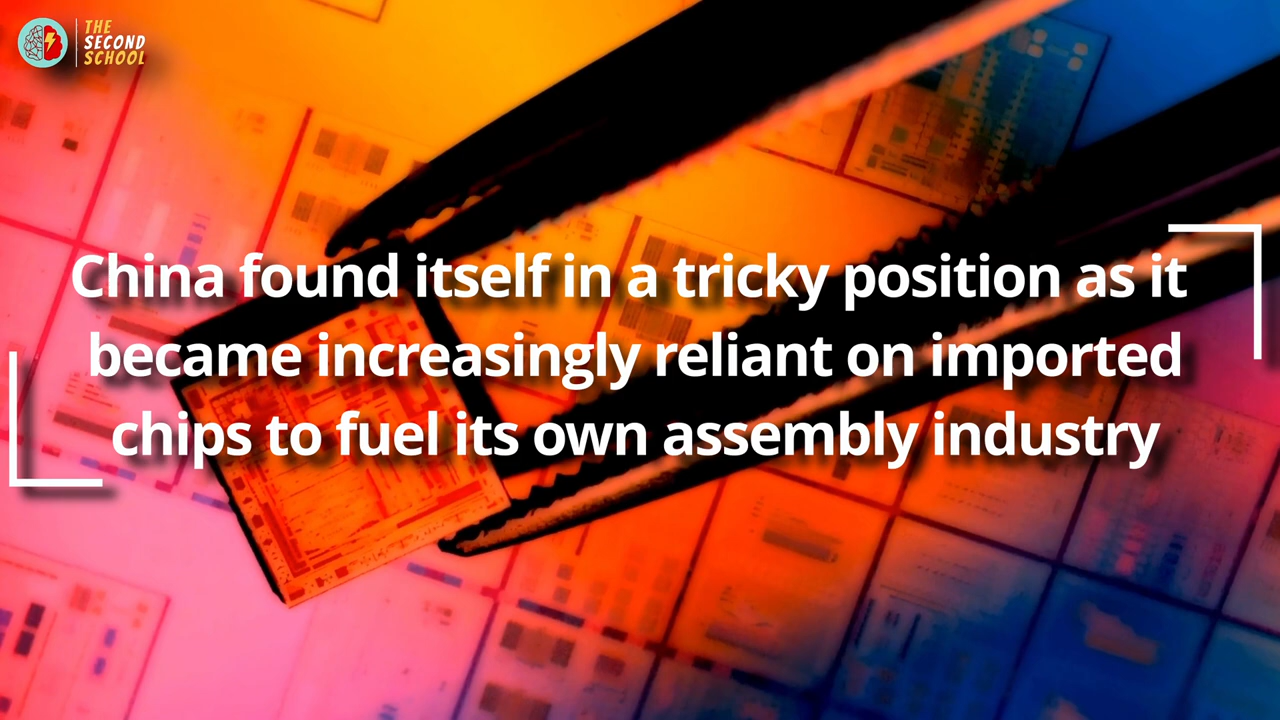 THE
SECOND
SCHOOL
China found itself in a tricky position as it
became increasingly reliant on imported
chips to fuel its own assembly industry